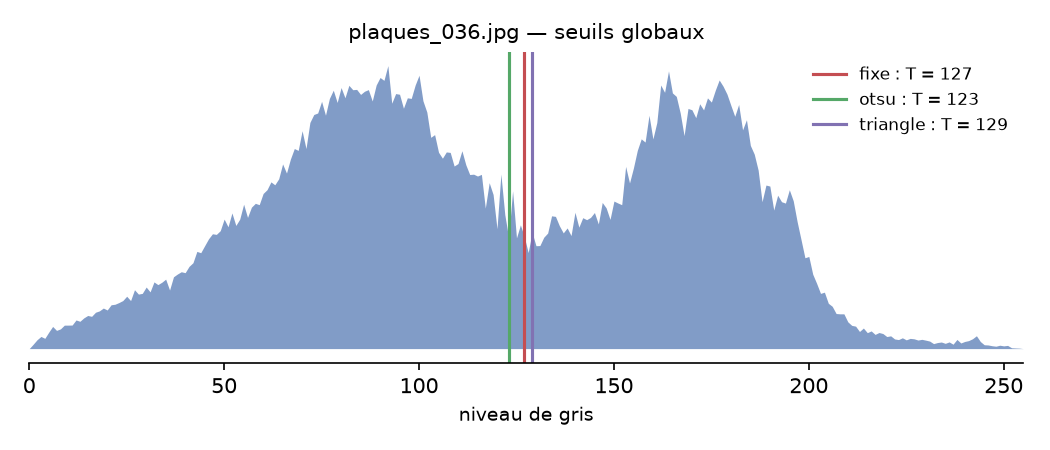 plaques_036.jpg — seuils globaux
fixe : T = 127
otsu : T = 123
triangle : T = 129
0 50 100 150 200 250
niveau de gris